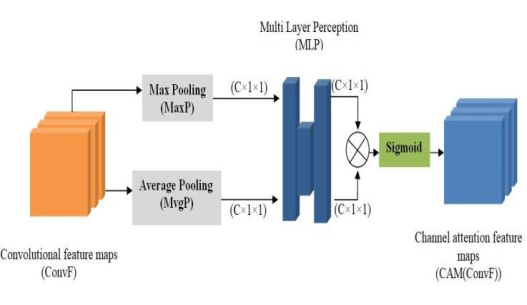 Multi Layer Perception
(MLP)
Max Pooling
(MaxP)
(C×1×1)
(C×1×1)
Sigmoid
Average Pooling
(MvgP)
(C×1×1)
(C×1×1)
Convolutional feature maps
(ConvF)
Channel attention feature
maps
(CAM(ConvF))